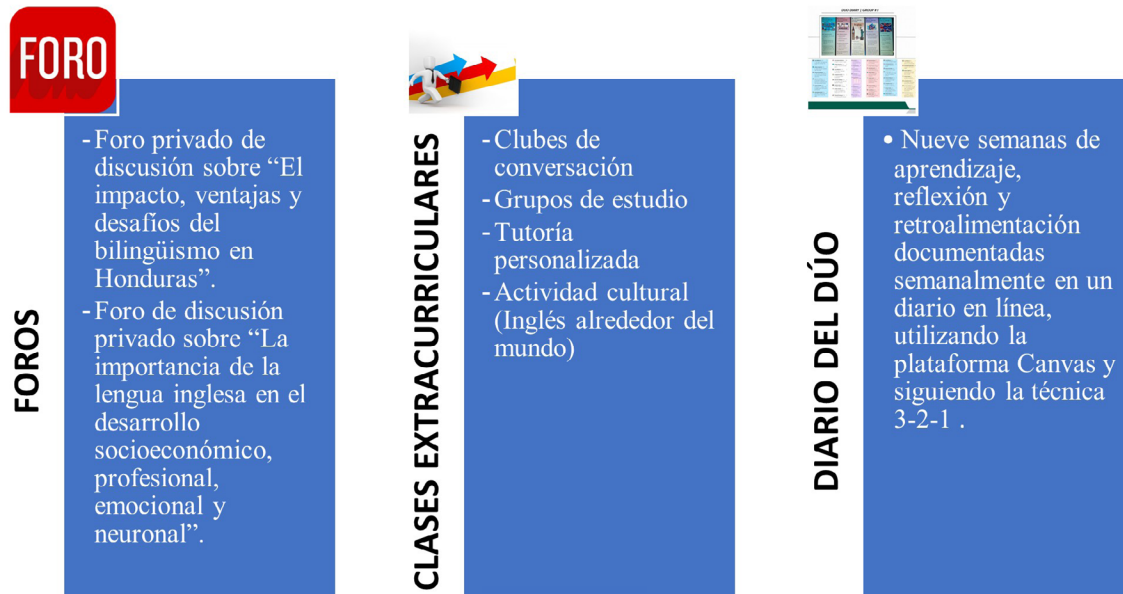 FORO
FOROS
-Foro privado de
discusión sobre “El
impacto, ventajas y
desafíos del
bilingüismo en
Honduras”.
-Foro de discusión
privado sobre “La
importancia de la
lengua inglesa en el
desarrollo
socioeconómico,
profesional,
emocional y
neuronal”.
CLASES EXTRACURRICULARES
-Clubes de
conversación
-Grupos de estudio
-Tutoría
personalizada
-Actividad cultural
(Inglés alrededor del
mundo)
DIARIO DEL DÚO
• Nueve semanas de
aprendizaje,
reflexión y
retroalimentación
documentadas
semanalmente en un
diario en línea,
utilizando la
plataforma Canvas y
siguiendo la técnica
3-2-1 .